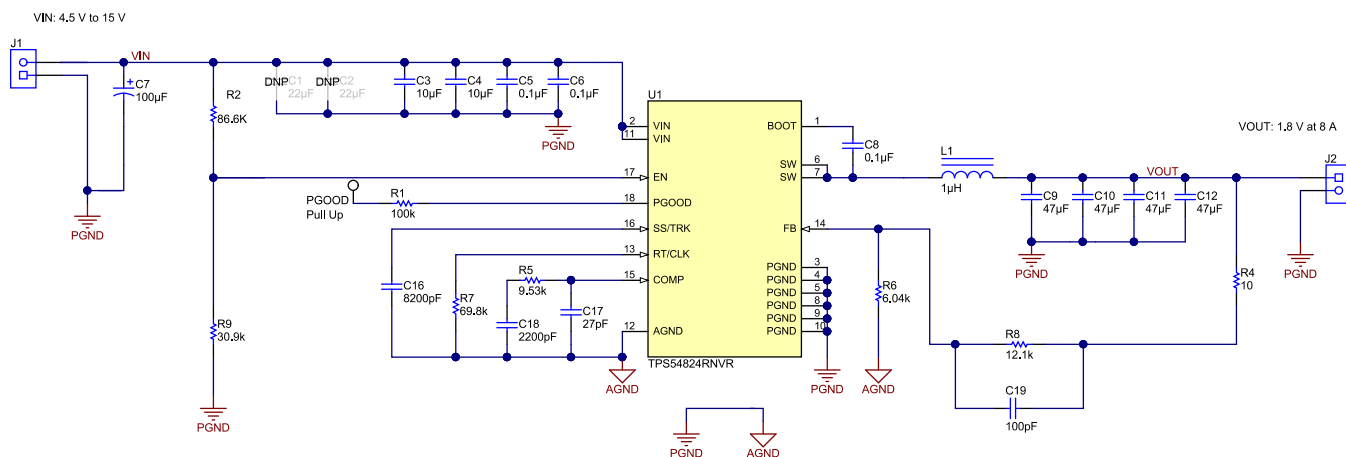 VIN: 4.5 V to 15 V
J1
VIN
C7
100µF
R2
86.6K
DNP C1
22µF
DNP C2
22µF
C3
10µF
C4
10µF
C5
0.1µF
C6
0.1µF
PGND
PGND
U1
2 VIN
11 VIN
17 EN
18 PGOOD
16 SS/TRK
13 RT/CLK
15 COMP
12 AGND
BOOT 1
SW 6
SW 7
FB 14
PGND 3
PGND 4
PGND 5
PGND 8
PGND 9
PGND 10
TPS54824RNVR
PGOOD
Pull Up
R1
100k
C16
8200pF
R7
69.8k
R5
9.53k
C18
2200pF
C17
27pF
AGND
R9
30.9k
PGND
C8
0.1µF
L1
1µH
VOUT: 1.8 V at 8 A
VOUT
J2
C9
47µF
C10
47µF
C11
47µF
C12
47µF
PGND
PGND
R6
6.04k
R4
10
R8
12.1k
C19
100pF
PGND
AGND
PGND
AGND